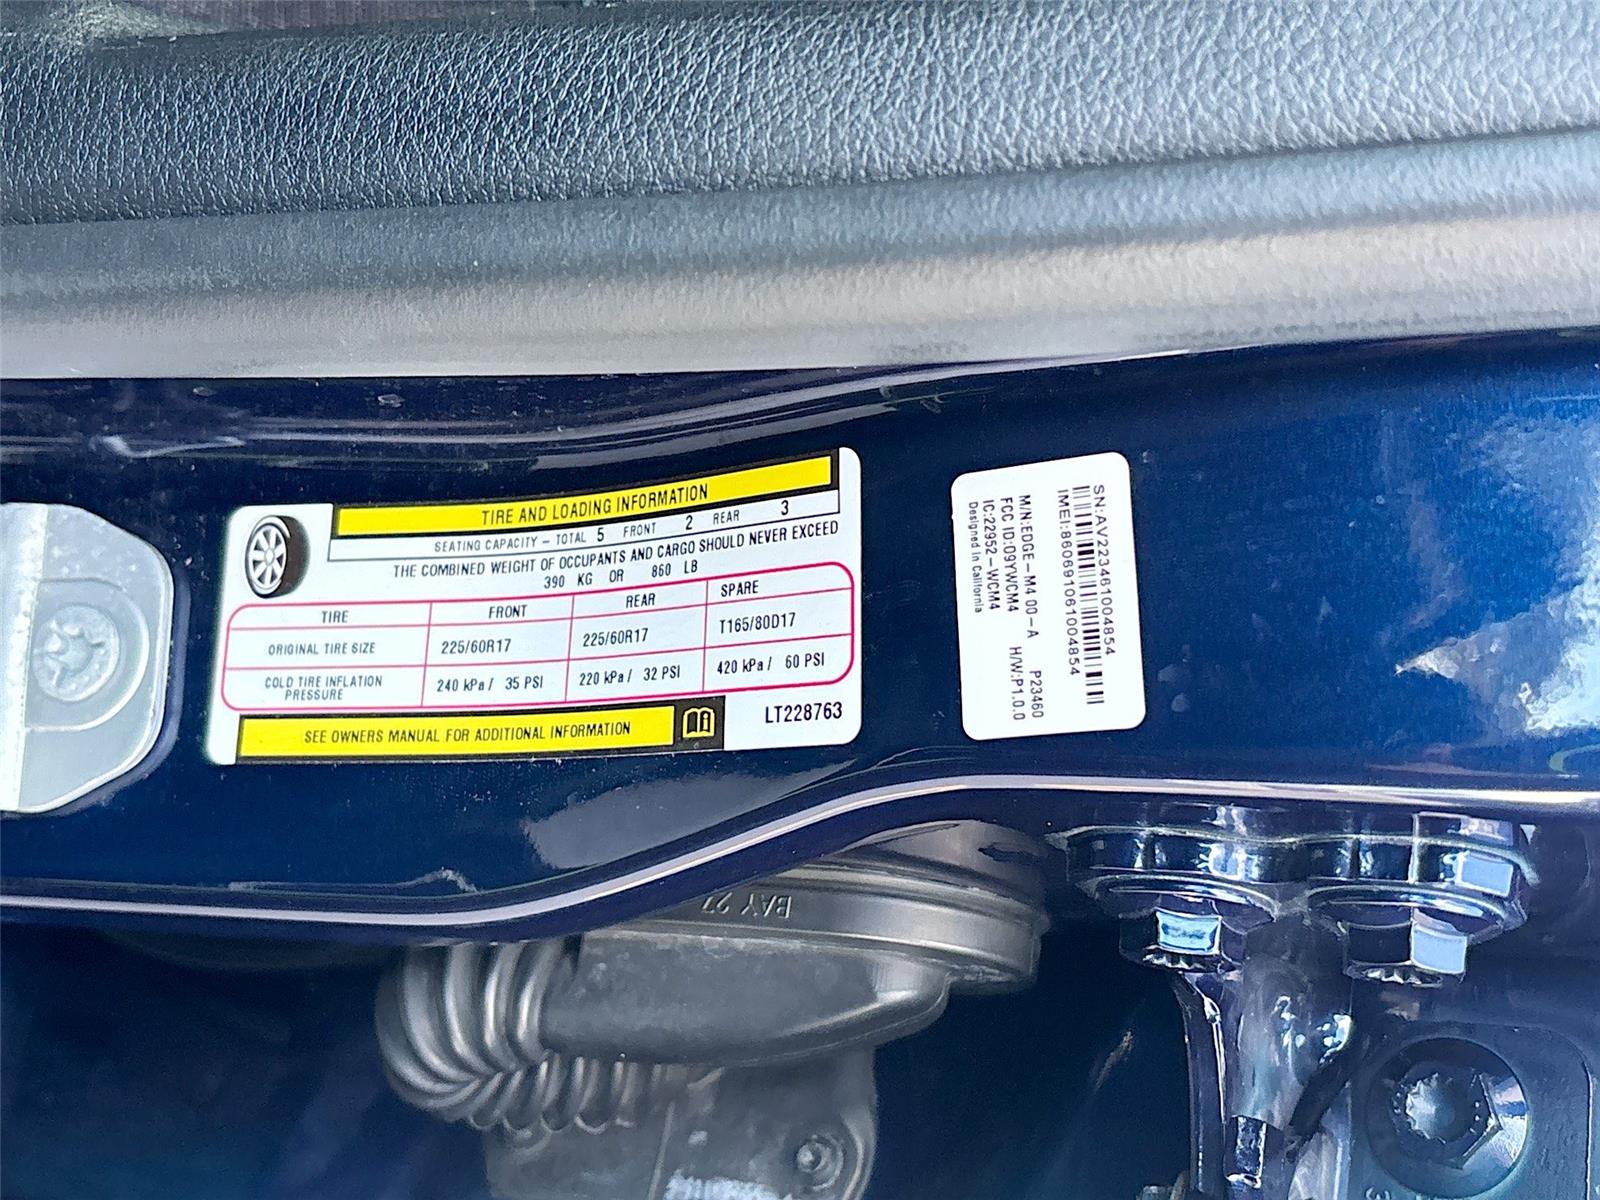 TIRE AND LOADING INFORMATION
SEATING CAPACITY – TOTAL 5 FRONT 2 REAR 3
THE COMBINED WEIGHT OF OCCUPANTS AND CARGO SHOULD NEVER EXCEED
390 KG OR 860 LB
TIRE FRONT REAR SPARE
ORIGINAL TIRE SIZE 225/60R17 225/60R17 T165/80D17
COLD TIRE INFLATION PRESSURE 240 kPa / 35 PSI 220 kPa / 32 PSI 420 kPa / 60 PSI
SEE OWNERS MANUAL FOR ADDITIONAL INFORMATION
LT228763
SN:AV223461004854
IMEI:860691061004854
M/N:EDGE-M4 00-A P23460
FCC ID:O9YWCM4 H/W:P1.0.0
IC:22952-WCM4
Designed in California
BAY 27